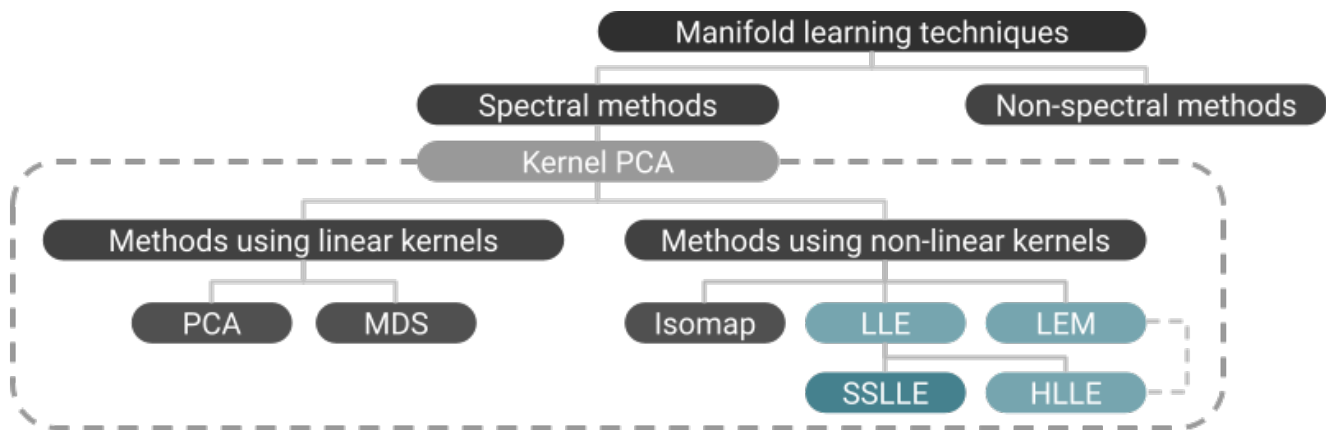 Manifold learning techniques
Spectral methods
Non-spectral methods
Kernel PCA
Methods using linear kernels
Methods using non-linear kernels
PCA
MDS
Isomap
LLE
LEM
SSLLE
HLLE